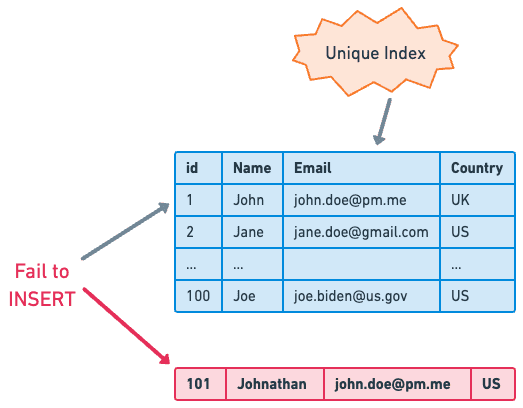 Unique Index
id Name Email Country
1 John john.doe@pm.me UK
2 Jane jane.doe@gmail.com US
... ... ...
100 Joe joe.biden@us.gov US
Fail to
INSERT
101 Johnathan john.doe@pm.me US